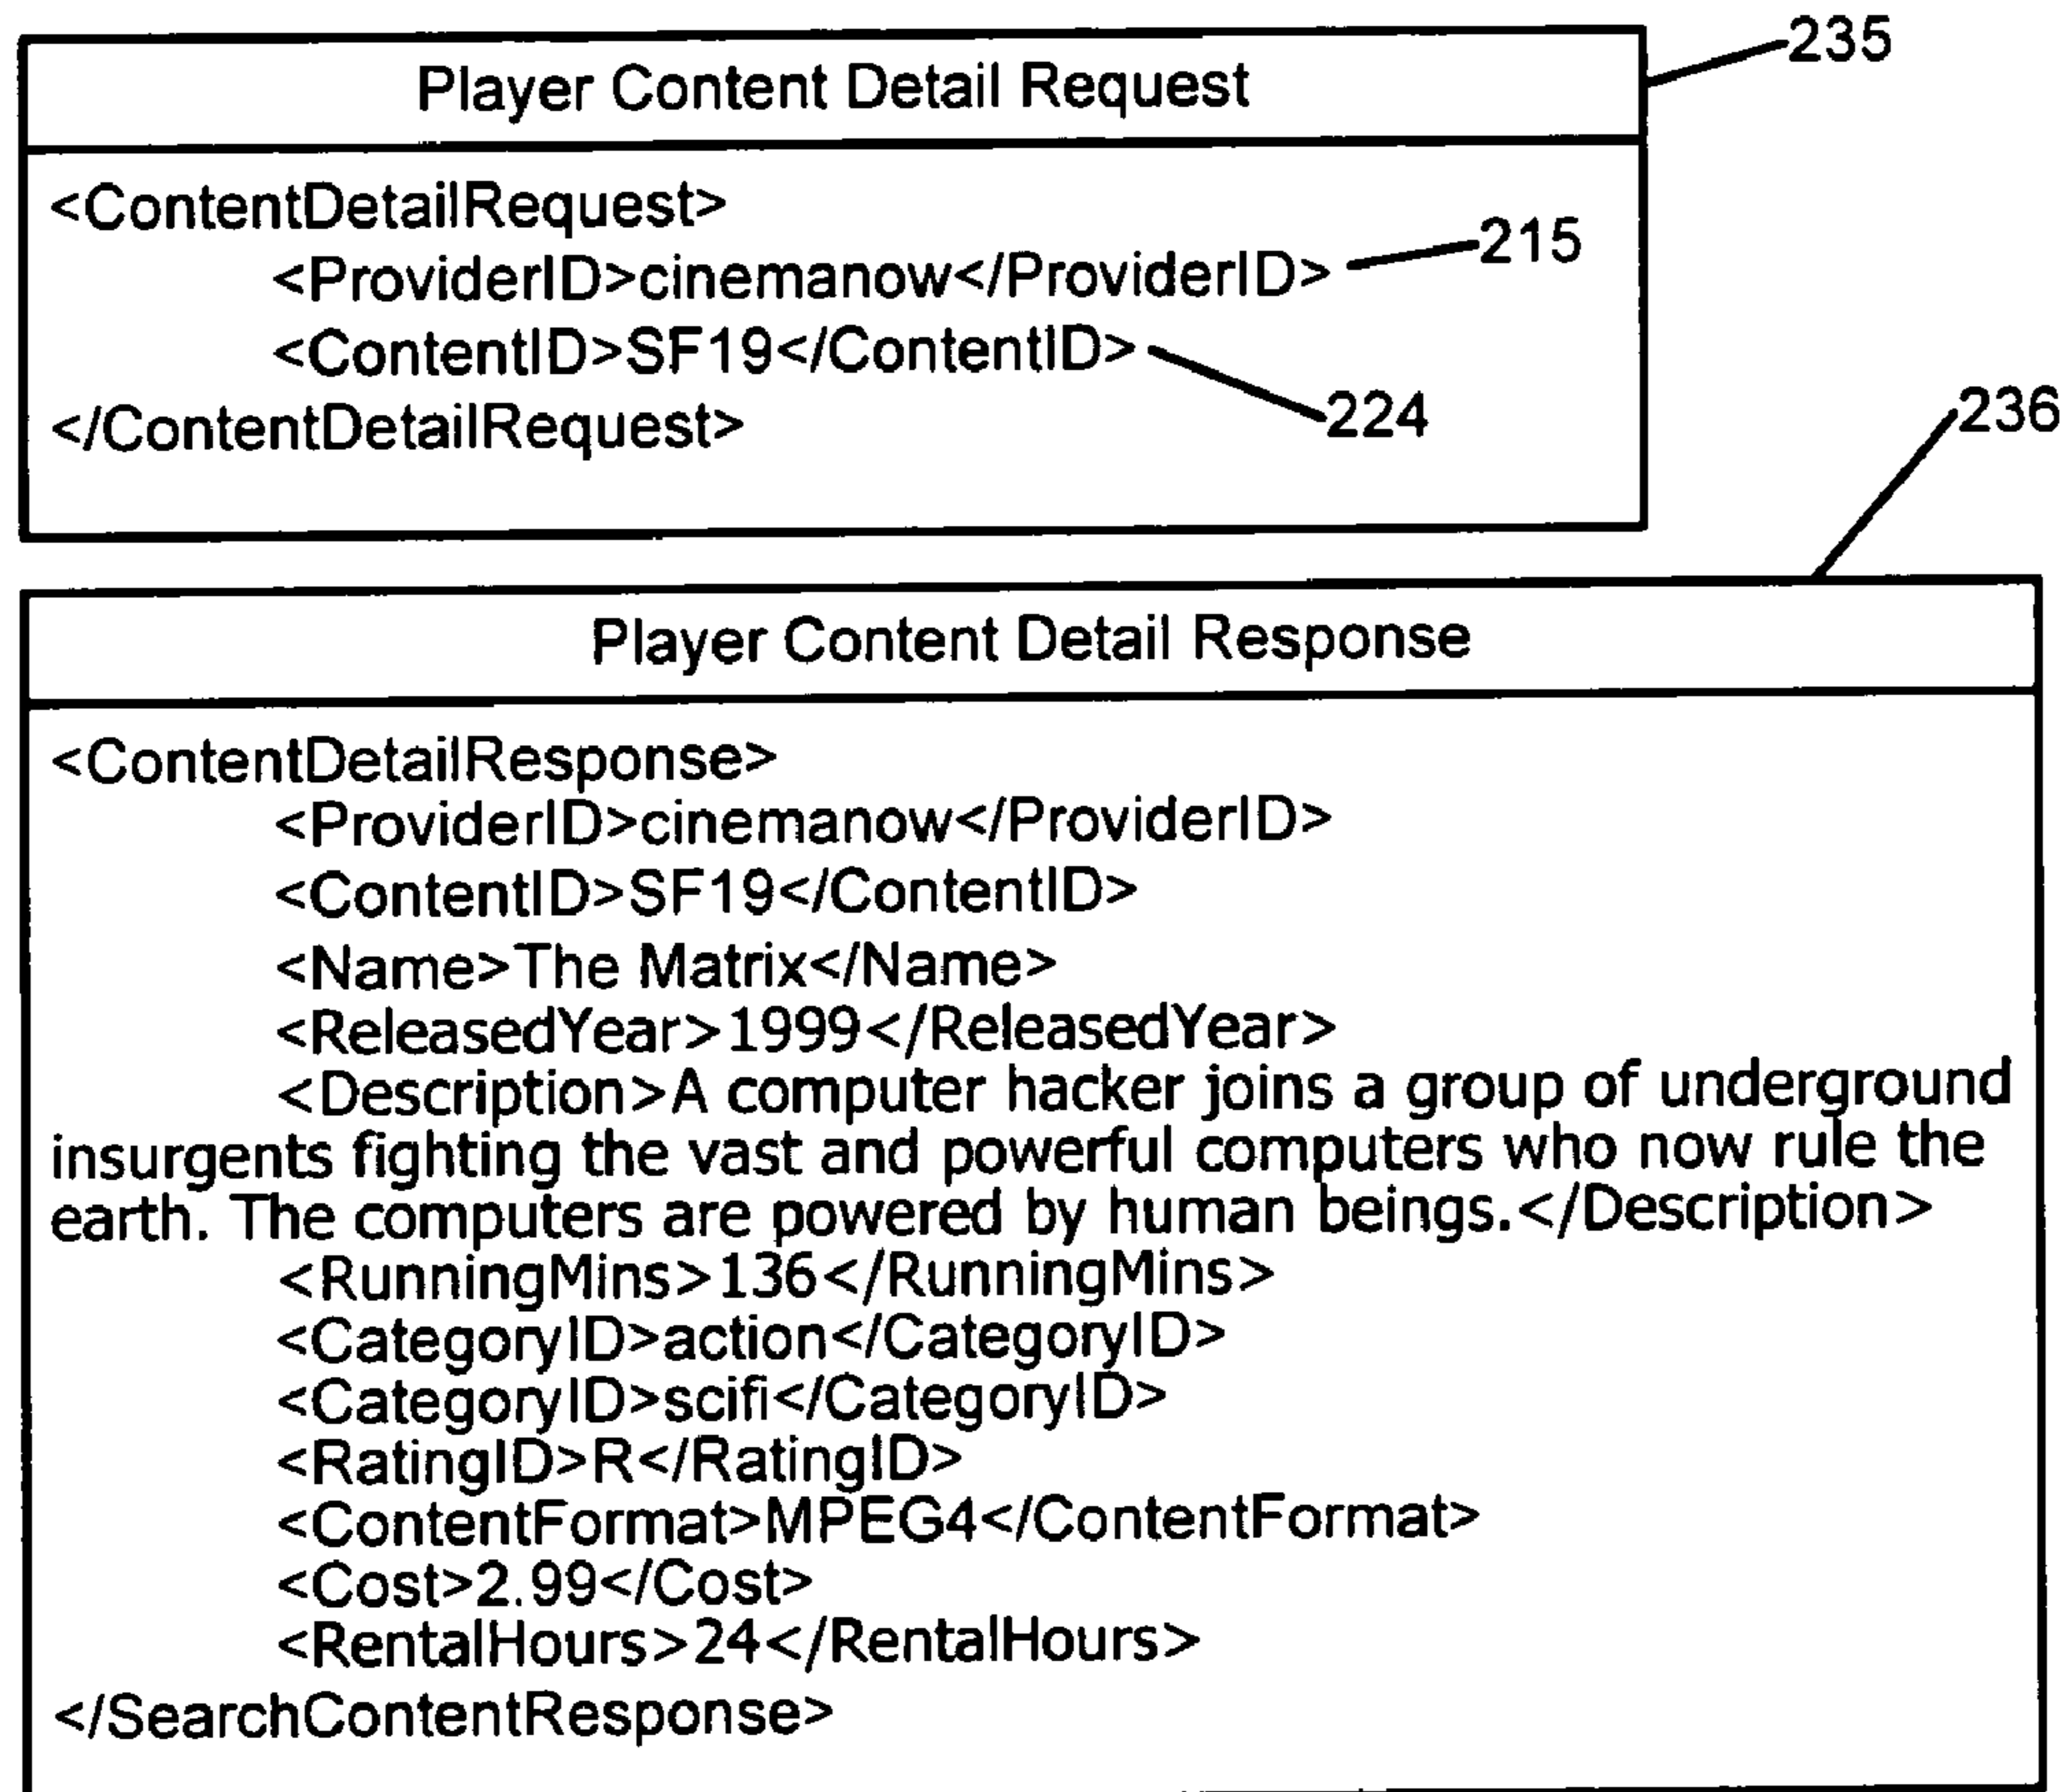 235
Player Content Detail Request
<ContentDetailRequest>
<ProviderID>cinemanow</ProviderID>
215
<ContentID>SF19</ContentID>
224
</ContentDetailRequest>
236
Player Content Detail Response
<ContentDetailResponse>
<ProviderID>cinemanow</ProviderID>
<ContentID>SF19</ContentID>
<Name>The Matrix</Name>
<ReleasedYear>1999</ReleasedYear>
<Description>A computer hacker joins a group of underground
insurgents fighting the vast and powerful computers who now rule the
earth. The computers are powered by human beings.</Description>
<RunningMins>136</RunningMins>
<CategoryID>action</CategoryID>
<CategoryID>scifi</CategoryID>
<RatingID>R</RatingID>
<ContentFormat>MPEG4</ContentFormat>
<Cost>2.99</Cost>
<RentalHours>24</RentalHours>
</SearchContentResponse>